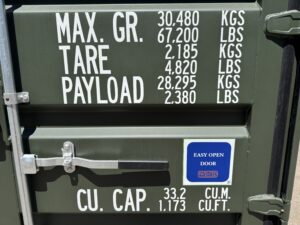 MAX. GR. 30.480 KGS
67.200 LBS
TARE 2.185 KGS
4.820 LBS
PAYLOAD 28.295 KGS
2.380 LBS
EASY OPEN
DOOR
CU. CAP. 33.2 CU.M.
1.173 CU.FT.